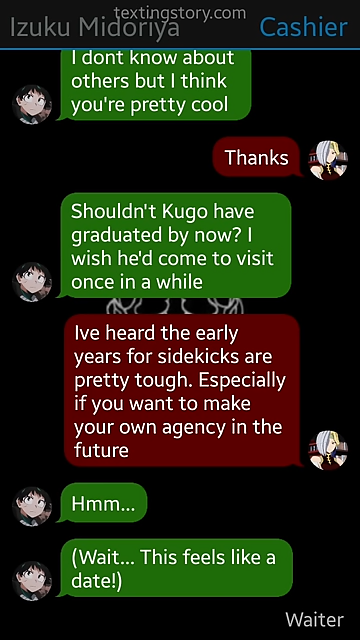 textingstory.com
Izuku Midoriya
Cashier
I dont know about
others but I think
you're pretty cool
Thanks
Shouldn't Kugo have
graduated by now? I
wish he'd come to visit
once in a while
Ive heard the early
years for sidekicks are
pretty tough. Especially
if you want to make
your own agency in the
future
Hmm...
(Wait... This feels like a
date!)
Waiter